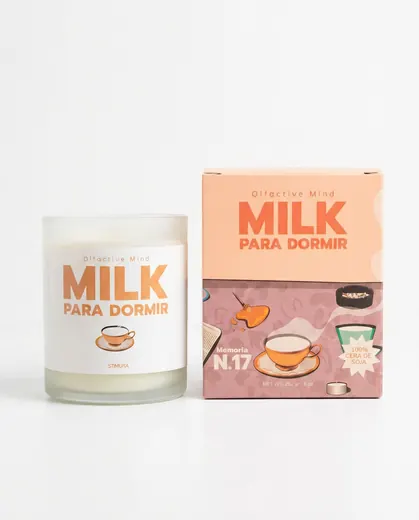 Olfactive Mind
MILK
PARA DORMIR
Olfactive Mind
MILK
PARA DORMIR
Memoria
N.17
100%
CERA DE
SOJA